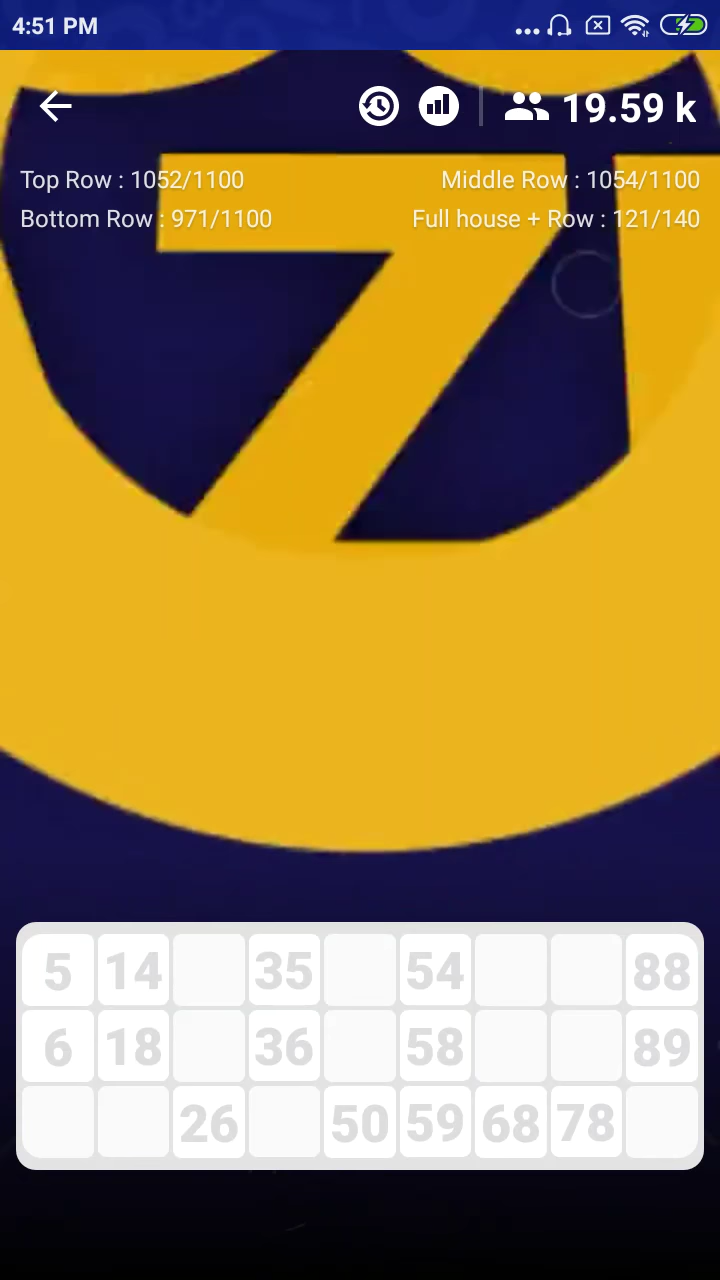 4:51 PM
19.59 k
Top Row : 1052/1100 Middle Row : 1054/1100
Bottom Row : 971/1100 Full house + Row : 121/140
5 14 35 54 88
6 18 36 58 89
26 50 59 68 78